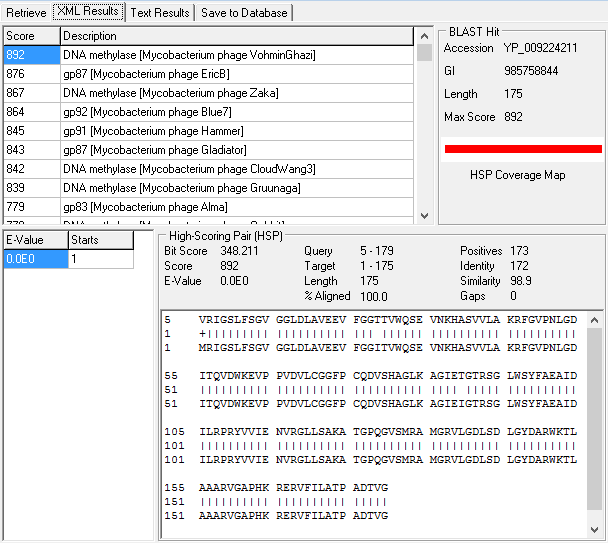 Retrieve XML Results Text Results Save to Database
Score Description
892 DNA methylase [Mycobacterium phage VohminGhazi]
876 gp87 [Mycobacterium phage EricB]
867 DNA methylase [Mycobacterium phage Zaka]
864 gp92 [Mycobacterium phage Blue7]
845 gp91 [Mycobacterium phage Hammer]
843 gp87 [Mycobacterium phage Gladiator]
842 DNA methylase [Mycobacterium phage CloudWang3]
839 DNA methylase [Mycobacterium phage Gruunaga]
779 gp83 [Mycobacterium phage Alma]
DNA methylase [Mycobacterium phage
BLAST Hit
Accession YP_009224211
GI 985758844
Length 175
Max Score 892
HSP Coverage Map
E-Value Starts
0.0E0 1
High-Scoring Pair (HSP)
Bit Score 348.211 Query 5 - 179 Positives 173
Score 892 Target 1 - 175 Identity 172
E-Value 0.0E0 Length 175 Similarity 98.9
% Aligned 100.0 Gaps 0
5 VRIGSLFSGV GGLDLAVEEV FGGTTVWQSE VNKHASVVLA KRFGVPNLGD
1 +||||||||| |||||||||| ||| |||||| |||||||||| ||||||||||
1 MRIGSLFSGV GGLDLAVEEV FGGITVWQSE VNKHASVVLA KRFGVPNLGD
55 ITQVDWKEVP PVDVLCGGFP CQDVSHAGLK AGIETGTRSG LWSYFAEAID
51 |||||||||| |||||||||| |||||||||| |||| ||||| ||||||||||
51 ITQVDWKEVP PVDVLCGGFP CQDVSHAGLK AGIEIGTRSG LWSYFAEAID
105 ILRPRYVVIE NVRGLLSAKA TGPQGVSMRA AMGRVLGDLSD LGYDARWKTL
101 |||||||||| |||||||||| |||||||||| |||||||||| ||||||||||
101 ILRPRYVVIE NVRGLLSAKA TGPQGVSMRA AMGRVLGDLSD LGYDARWKTL
155 AAARVGAPHK RERVFILATP ADTVG
151 |||||||||| |||||||||| |||||
151 AAARVGAPHK RERVFILATP ADTVG